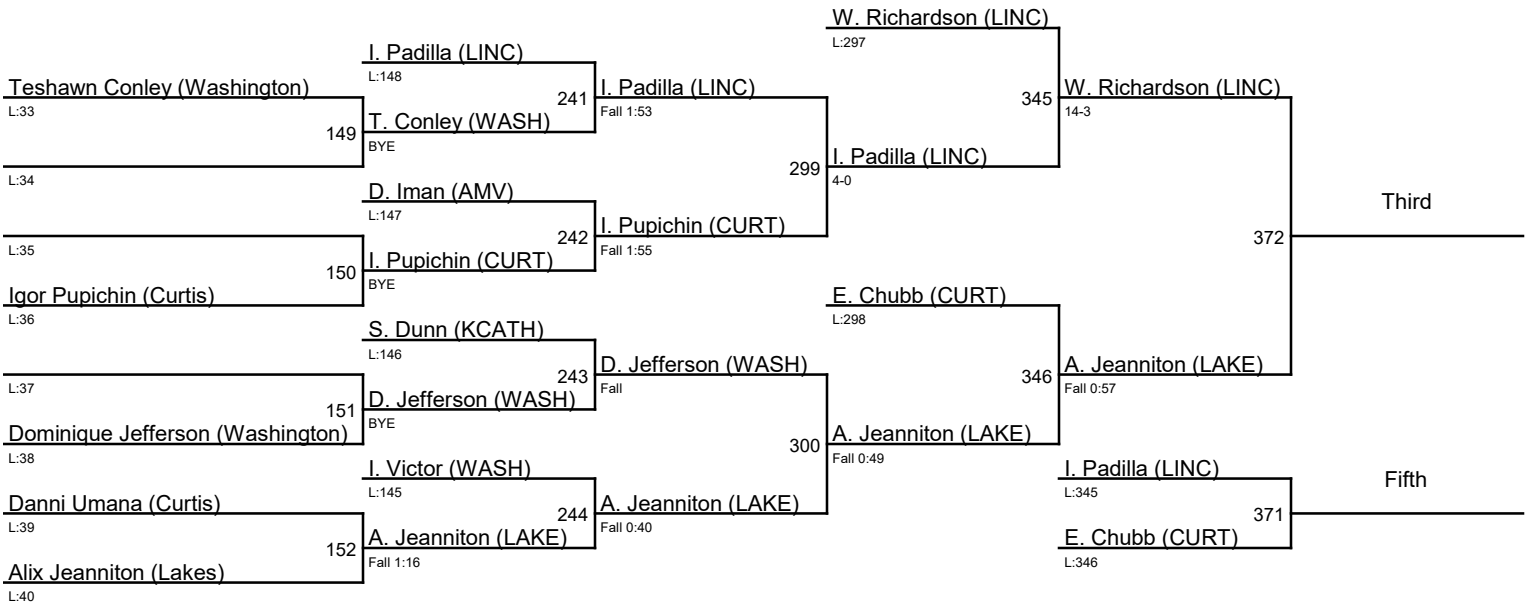 W. Richardson (LINC)
L:297
I. Padilla (LINC)
L:148
Teshawn Conley (Washington)
L:33
241
I. Padilla (LINC)
Fall 1:53
345
W. Richardson (LINC)
14-3
149
T. Conley (WASH)
BYE
L:34
299
I. Padilla (LINC)
4-0
D. Iman (AMV)
L:147
Third
L:35
242
I. Pupichin (CURT)
Fall 1:55
372
150
I. Pupichin (CURT)
BYE
Igor Pupichin (Curtis)
L:36
E. Chubb (CURT)
L:298
S. Dunn (KCATH)
L:146
L:37
243
D. Jefferson (WASH)
Fall
346
A. Jeanniton (LAKE)
Fall 0:57
151
D. Jefferson (WASH)
BYE
Dominique Jefferson (Washington)
L:38
300
A. Jeanniton (LAKE)
Fall 0:49
I. Victor (WASH)
L:145
I. Padilla (LINC)
L:345
Fifth
Danni Umana (Curtis)
L:39
244
A. Jeanniton (LAKE)
Fall 0:40
371
152
A. Jeanniton (LAKE)
Fall 1:16
E. Chubb (CURT)
L:346
Alix Jeanniton (Lakes)
L:40